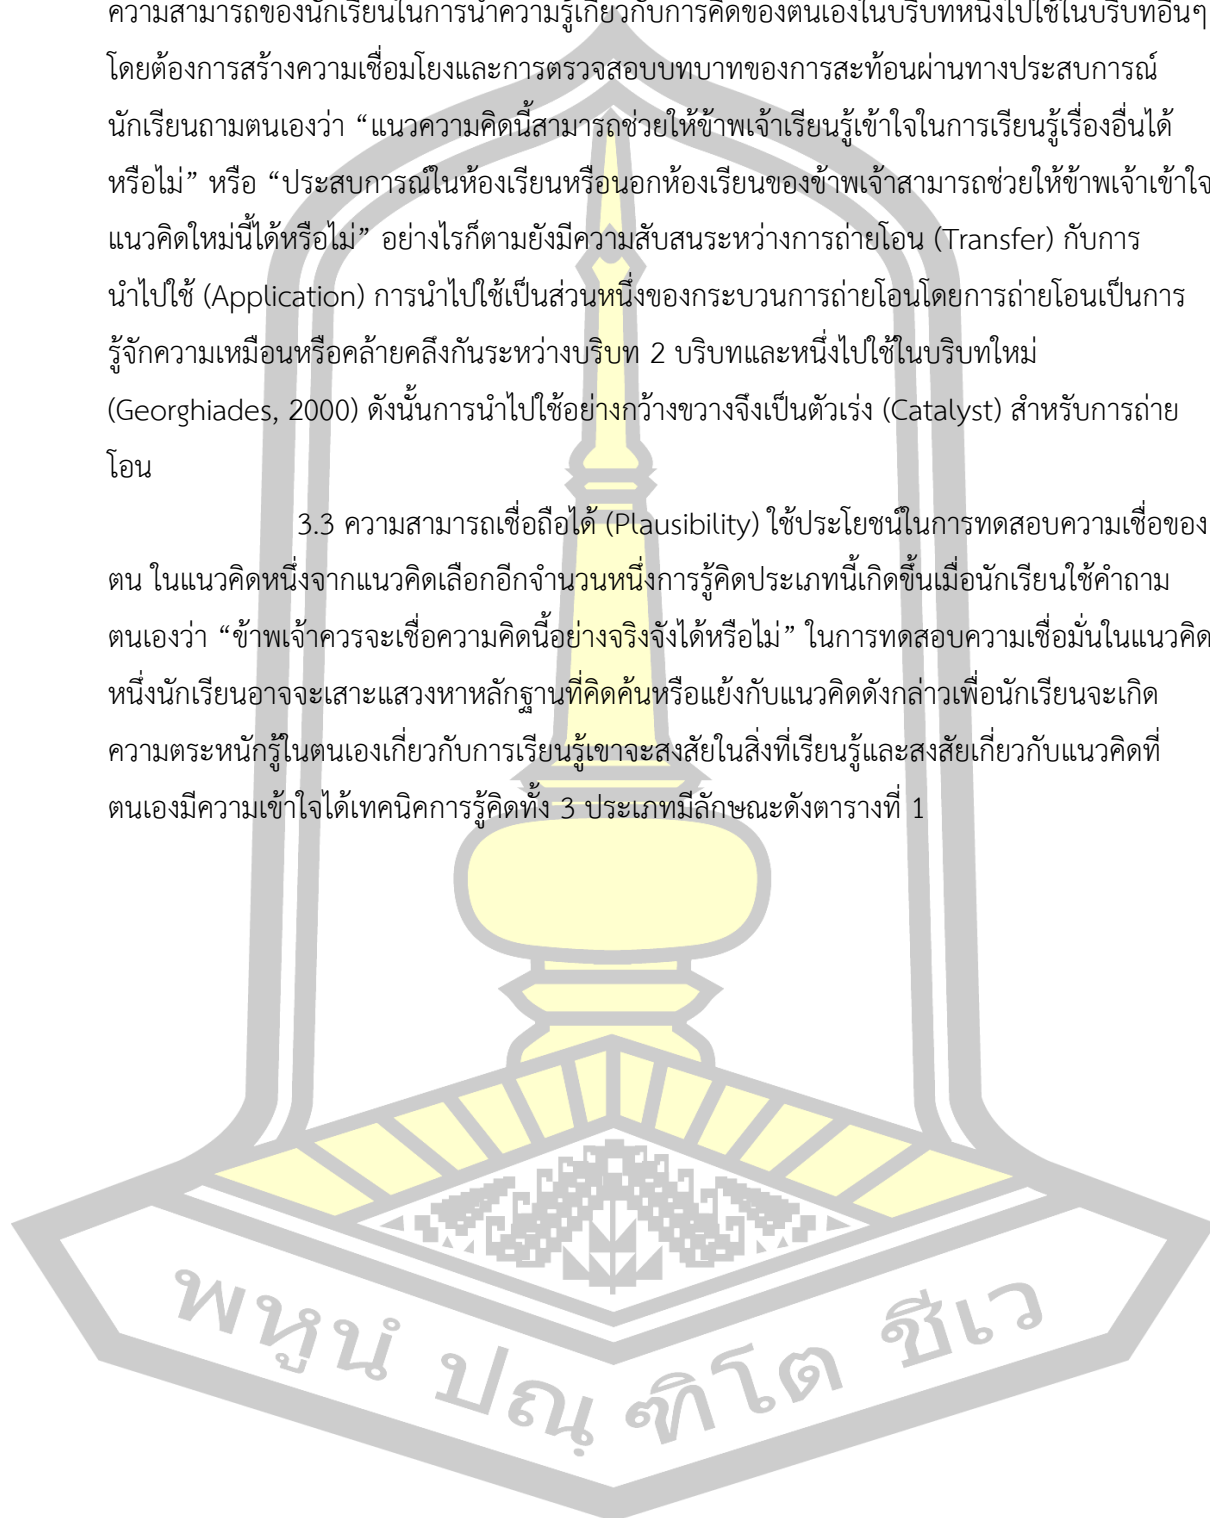 ความสามารถของนักเรียนในการนำความรู้เกี่ยวกับการคิดของตนเองในบริบทหนึ่งไปใช้ในบริบทอื่นๆ
โดยต้องการสร้างความเชื่อมโยงและการตรวจสอบบทบาทของการสะท้อนผ่านทางประสบการณ์
นักเรียนถามตนเองว่า “แนวความคิดนี้สามารถช่วยให้ข้าพเจ้าเรียนรู้เข้าใจในการเรียนรู้เรื่องอื่นได้
หรือไม่” หรือ “ประสบการณ์ในห้องเรียนหรือนอกห้องเรียนของข้าพเจ้าสามารถช่วยให้ข้าพเจ้าเข้าใจ
แนวคิดใหม่นี้ได้หรือไม่” อย่างไรก็ตามยังมีความสับสนระหว่างการถ่ายโอน (Transfer) กับการ
นำไปใช้ (Application) การนำไปใช้เป็นส่วนหนึ่งของกระบวนการถ่ายโอนโดยการถ่ายโอนเป็นการ
รู้จักความเหมือนหรือคล้ายคลึงกันระหว่างบริบท 2 บริบทและหนึ่งไปใช้ในบริบทใหม่
(Georghiades, 2000) ดังนั้นการนำไปใช้อย่างกว้างขวางจึงเป็นตัวเร่ง (Catalyst) สำหรับการถ่าย
โอน
3.3 ความสามารถเชื่อถือได้ (Plausibility) ใช้ประโยชน์ในการทดสอบความเชื่อของ
ตน ในแนวคิดหนึ่งจากแนวคิดเลือกอีกจำนวนหนึ่งการรู้คิดประเภทนี้เกิดขึ้นเมื่อนักเรียนใช้คำถาม
ตนเองว่า “ข้าพเจ้าควรจะเชื่อความคิดนี้อย่างจริงจังได้หรือไม่” ในการทดสอบความเชื่อมั่นในแนวคิด
หนึ่งนักเรียนอาจจะเสาะแสวงหาหลักฐานที่คิดค้นหรือแย้งกับแนวคิดดังกล่าวเพื่อนักเรียนจะเกิด
ความตระหนักรู้ในตนเองเกี่ยวกับการเรียนรู้เขาจะสงสัยในสิ่งที่เรียนรู้และสงสัยเกี่ยวกับแนวคิดที่
ตนเองมีความเข้าใจได้เทคนิคการรู้คิดทั้ง 3 ประเภทมีลักษณะดังตารางที่ 1
พหูนํ ปณฺฑิโต ชีเว